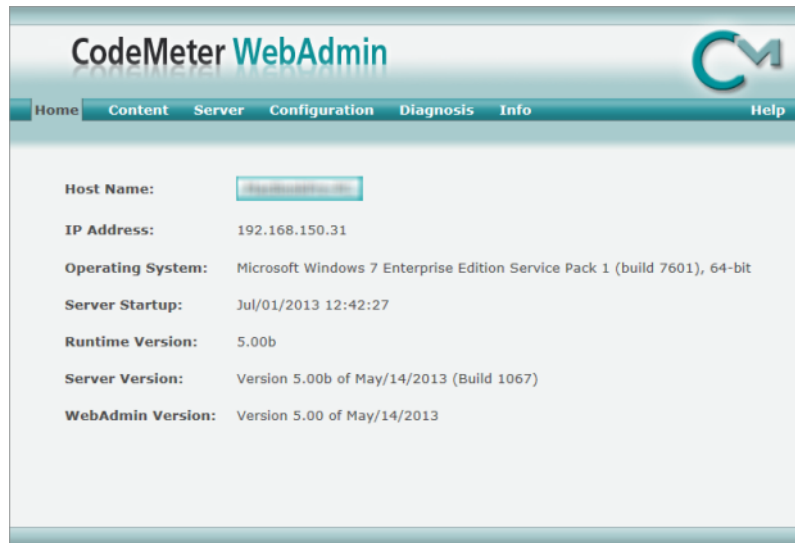 CodeMeter WebAdmin
CM
Home Content Server Configuration Diagnosis Info Help
Host Name:
IP Address: 192.168.150.31
Operating System: Microsoft Windows 7 Enterprise Edition Service Pack 1 (build 7601), 64-bit
Server Startup: Jul/01/2013 12:42:27
Runtime Version: 5.00b
Server Version: Version 5.00b of May/14/2013 (Build 1067)
WebAdmin Version: Version 5.00 of May/14/2013